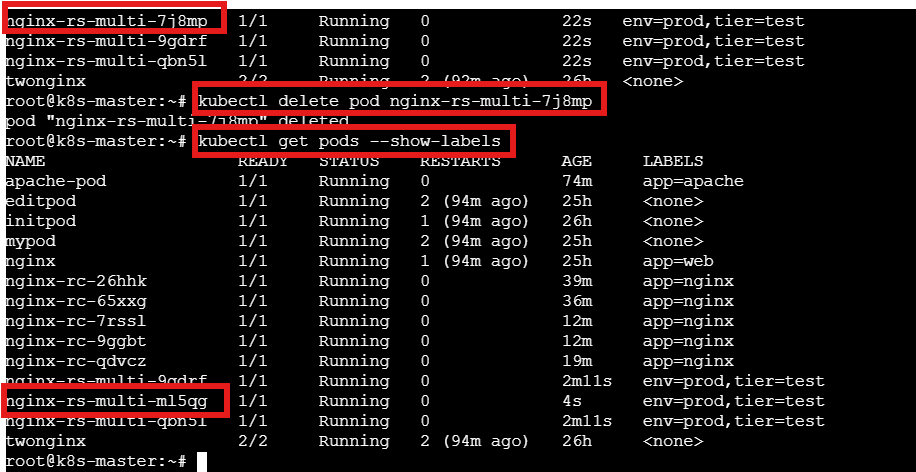 nginx-rs-multi-7j8mp 1/1 Running 0 22s env=prod,tier=test
nginx-rs-multi-9gdrf 1/1 Running 0 22s env=prod,tier=test
nginx-rs-multi-qbn5l 1/1 Running 0 22s env=prod,tier=test
twonginx 2/2 Running 2 (92m ago) 26h <none>
root@k8s-master:~# kubectl delete pod nginx-rs-multi-7j8mp
pod "nginx-rs-multi-7j8mp" deleted
root@k8s-master:~# kubectl get pods --show-labels
NAME READY STATUS RESTARTS AGE LABELS
apache-pod 1/1 Running 0 74m app=apache
editpod 1/1 Running 2 (94m ago) 25h <none>
initpod 1/1 Running 1 (94m ago) 26h <none>
mypod 1/1 Running 2 (94m ago) 25h <none>
nginx 1/1 Running 1 (94m ago) 25h app=web
nginx-rc-26hhk 1/1 Running 0 39m app=nginx
nginx-rc-65xxg 1/1 Running 0 36m app=nginx
nginx-rc-7rssl 1/1 Running 0 12m app=nginx
nginx-rc-9ggbt 1/1 Running 0 12m app=nginx
nginx-rc-qdvcz 1/1 Running 0 19m app=nginx
nginx-rs-multi-9gdrf 1/1 Running 0 2m11s env=prod,tier=test
nginx-rs-multi-ml5qg 1/1 Running 0 4s env=prod,tier=test
nginx-rs-multi-qbn5l 1/1 Running 0 2m11s env=prod,tier=test
twonginx 2/2 Running 2 (94m ago) 26h <none>
root@k8s-master:~#